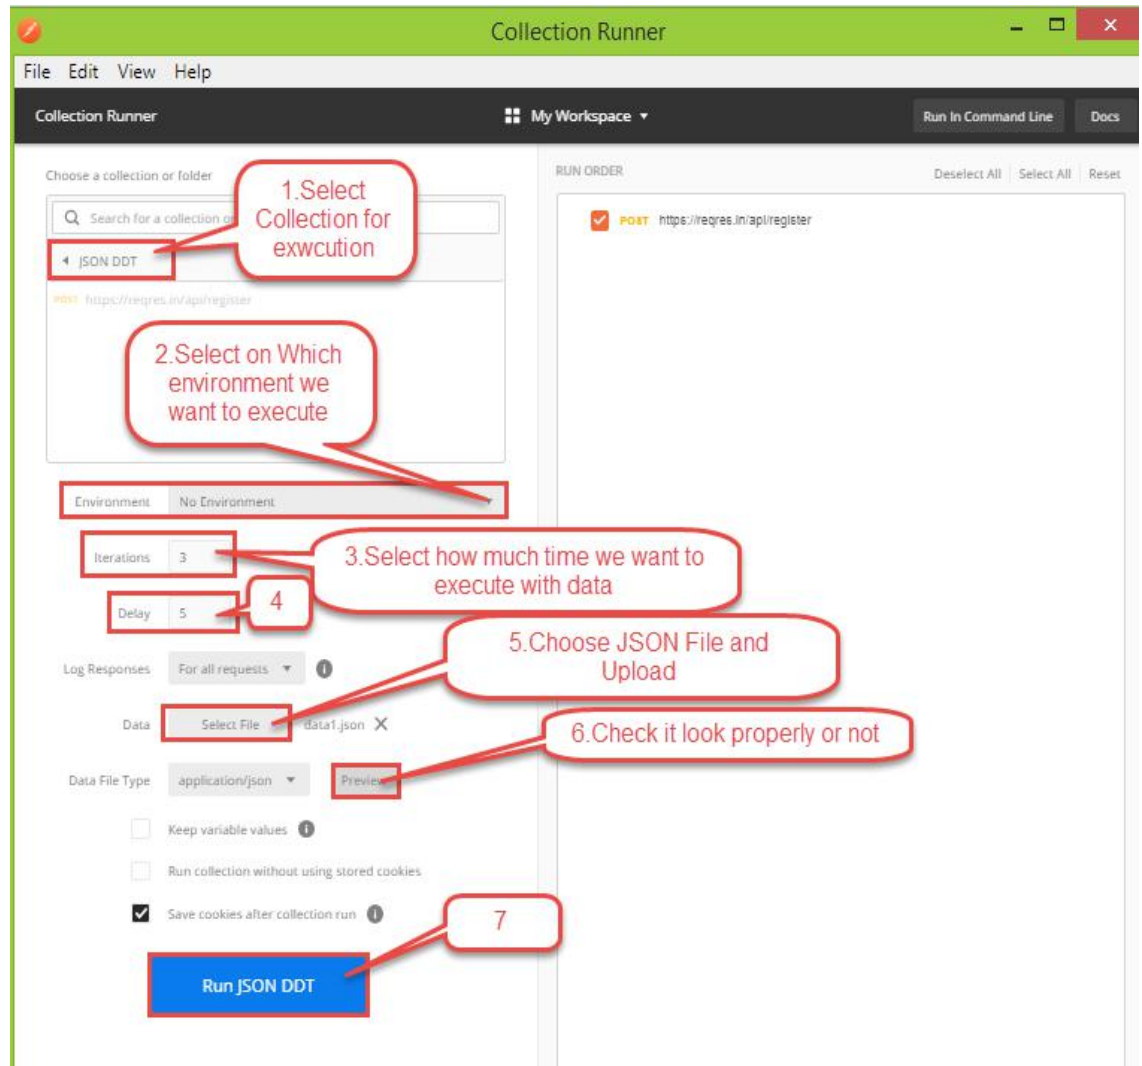 Collection Runner
File Edit View Help
Collection Runner
My Workspace
Run In Command Line
Docs
Choose a collection or folder
1.Select
Collection for
exwcution
Search for a collection or
JSON DDT
POST https://reqres.in/api/register
2.Select on Which
environment we
want to execute
Environment No Environment
Iterations 3
3.Select how much time we want to
execute with data
Delay 5
4
Log Responses For all requests
5.Choose JSON File and
Upload
Data Select File data1.json
6.Check it look properly or not
Data File Type application/json Preview
Keep variable values
Run collection without using stored cookies
Save cookies after collection run
7
Run JSON DDT
RUN ORDER
Deselect All Select All Reset
POST https://reqres.in/api/register